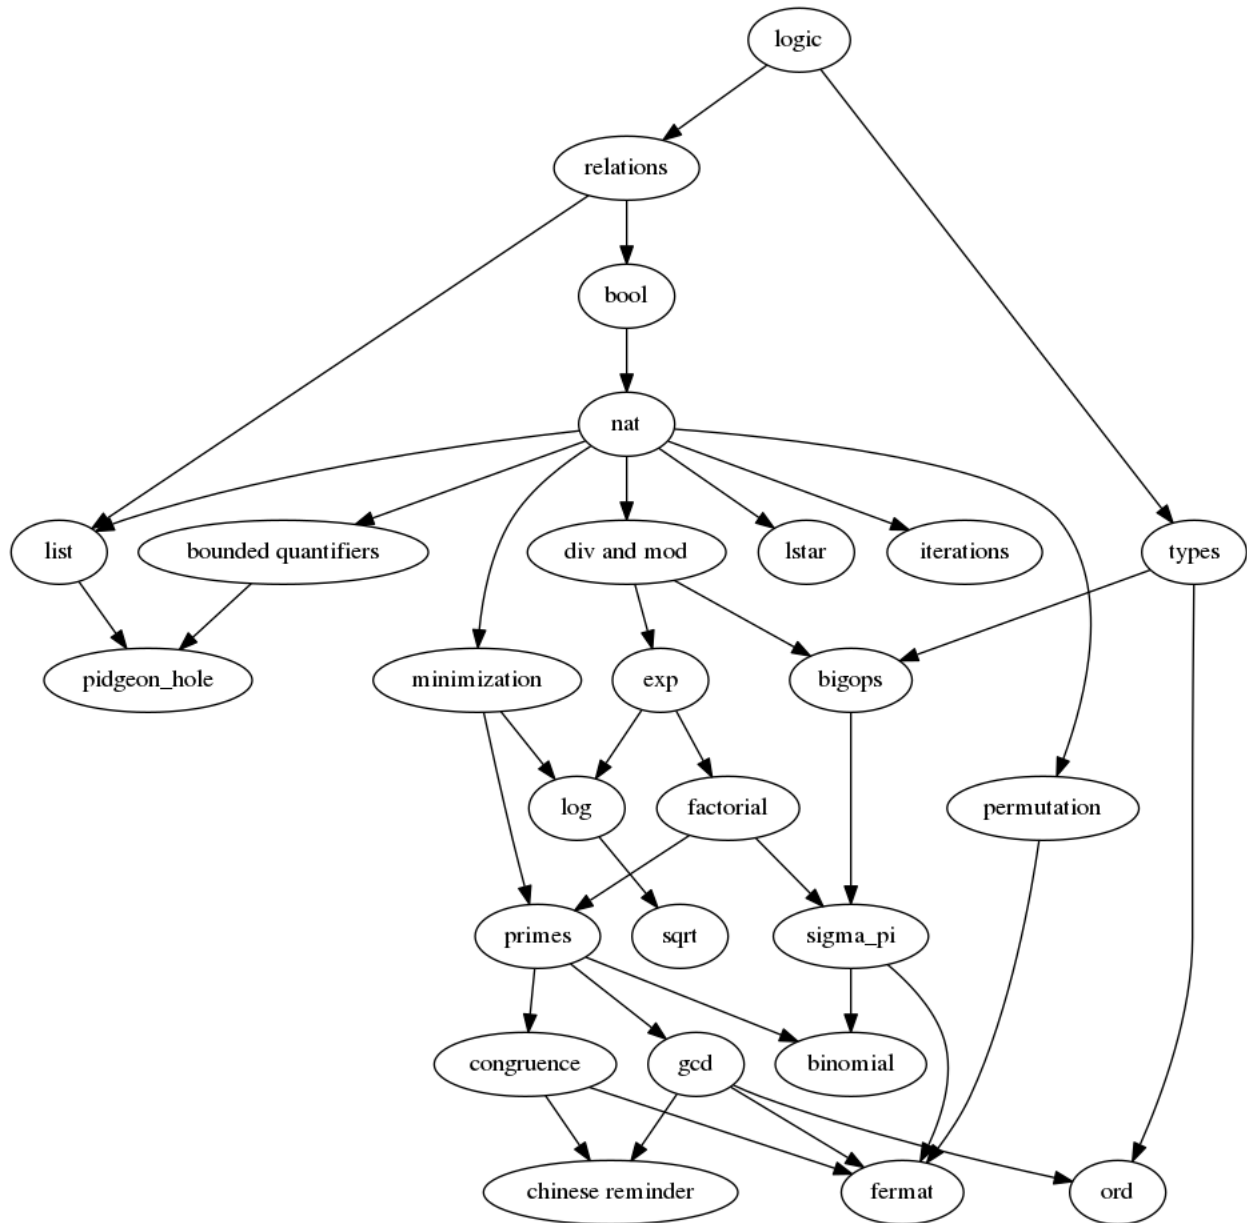 logic
relations
bool
nat
list
bounded quantifiers
div and mod
lstar
iterations
types
pidgeon_hole
minimization
exp
bigops
log
factorial
permutation
primes
sqrt
sigma_pi
congruence
gcd
binomial
chinese reminder
fermat
ord